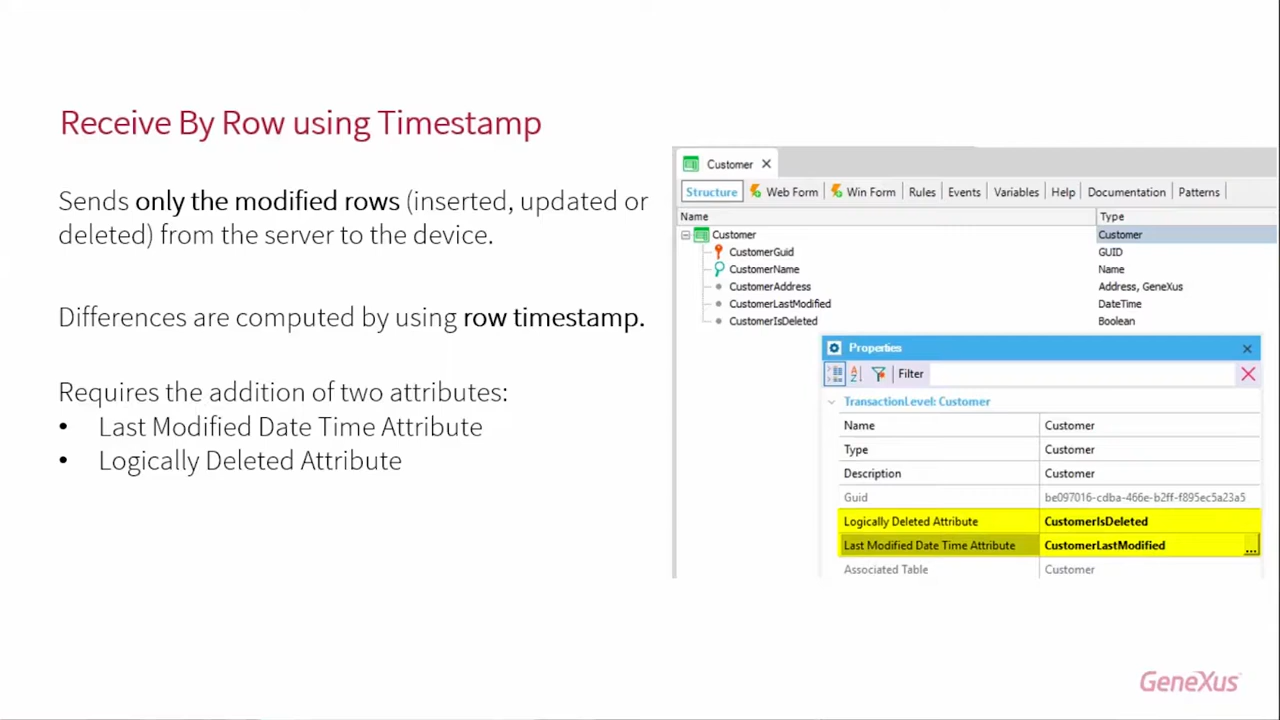 Receive By Row using Timestamp
Sends only the modified rows (inserted, updated or
deleted) from the server to the device.
Differences are computed by using row timestamp.
Requires the addition of two attributes:
• Last Modified Date Time Attribute
• Logically Deleted Attribute
Customer
Structure Web Form Win Form Rules Events Variables Help Documentation Patterns
Name Type
Customer Customer
CustomerGuid GUID
CustomerName Name
CustomerAddress Address, GeneXus
CustomerLastModified DateTime
CustomerIsDeleted Boolean
Properties
Filter
TransactionLevel: Customer
Name Customer
Type Customer
Description Customer
Guid be097016-cdba-466e-b2ff-f895ec5a23a5
Logically Deleted Attribute CustomerIsDeleted
Last Modified Date Time Attribute CustomerLastModified ...
Associated Table Customer
GeneXus